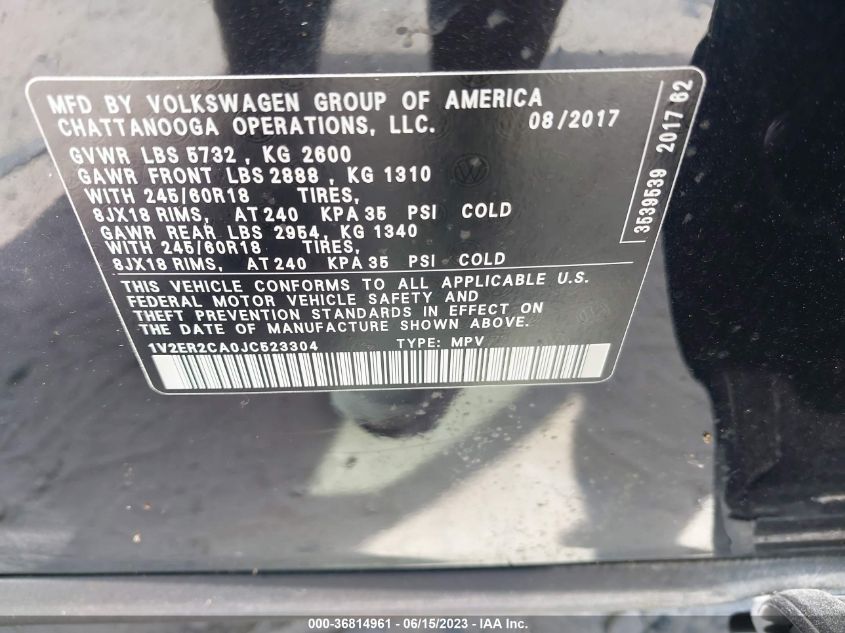 MFD BY VOLKSWAGEN GROUP OF AMERICA
CHATTANOOGA OPERATIONS, LLC. 08/2017
GVWR LBS 5732 , KG 2600
GAWR FRONT LBS 2888 , KG 1310
WITH 245/60R18 TIRES,
8JX18 RIMS, AT 240 KPA 35 PSI COLD
GAWR REAR LBS 2954, KG 1340
WITH 245/60R18 TIRES,
8JX18 RIMS, AT 240 KPA 35 PSI COLD
THIS VEHICLE CONFORMS TO ALL APPLICABLE U.S.
FEDERAL MOTOR VEHICLE SAFETY AND
THEFT PREVENTION STANDARDS IN EFFECT ON
THE DATE OF MANUFACTURE SHOWN ABOVE.
1V2ER2CA0JC523304 TYPE: MPV
3539539 2017 62
000-36814961 - 06/15/2023 - IAA Inc.